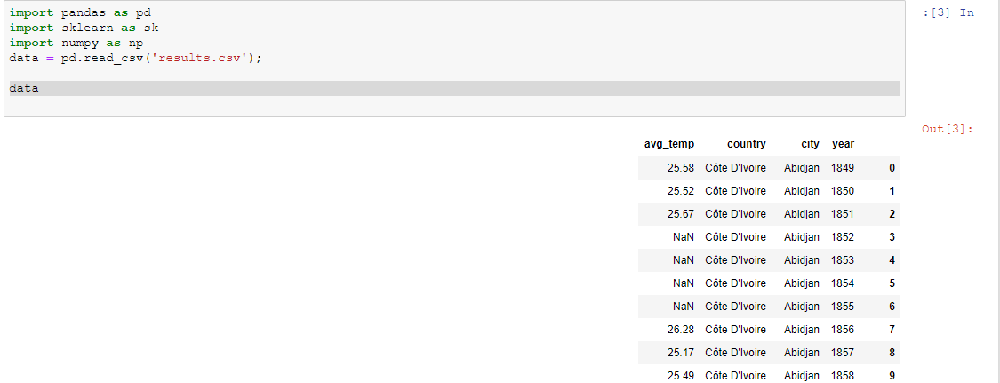 import pandas as pd
import sklearn as sk
import numpy as np
data = pd.read_csv('results.csv');
data
:[3] In
Out[3]:
avg_temp country city year
25.58 Côte D'Ivoire Abidjan 1849 0
25.52 Côte D'Ivoire Abidjan 1850 1
25.67 Côte D'Ivoire Abidjan 1851 2
NaN Côte D'Ivoire Abidjan 1852 3
NaN Côte D'Ivoire Abidjan 1853 4
NaN Côte D'Ivoire Abidjan 1854 5
NaN Côte D'Ivoire Abidjan 1855 6
26.28 Côte D'Ivoire Abidjan 1856 7
25.17 Côte D'Ivoire Abidjan 1857 8
25.49 Côte D'Ivoire Abidjan 1858 9